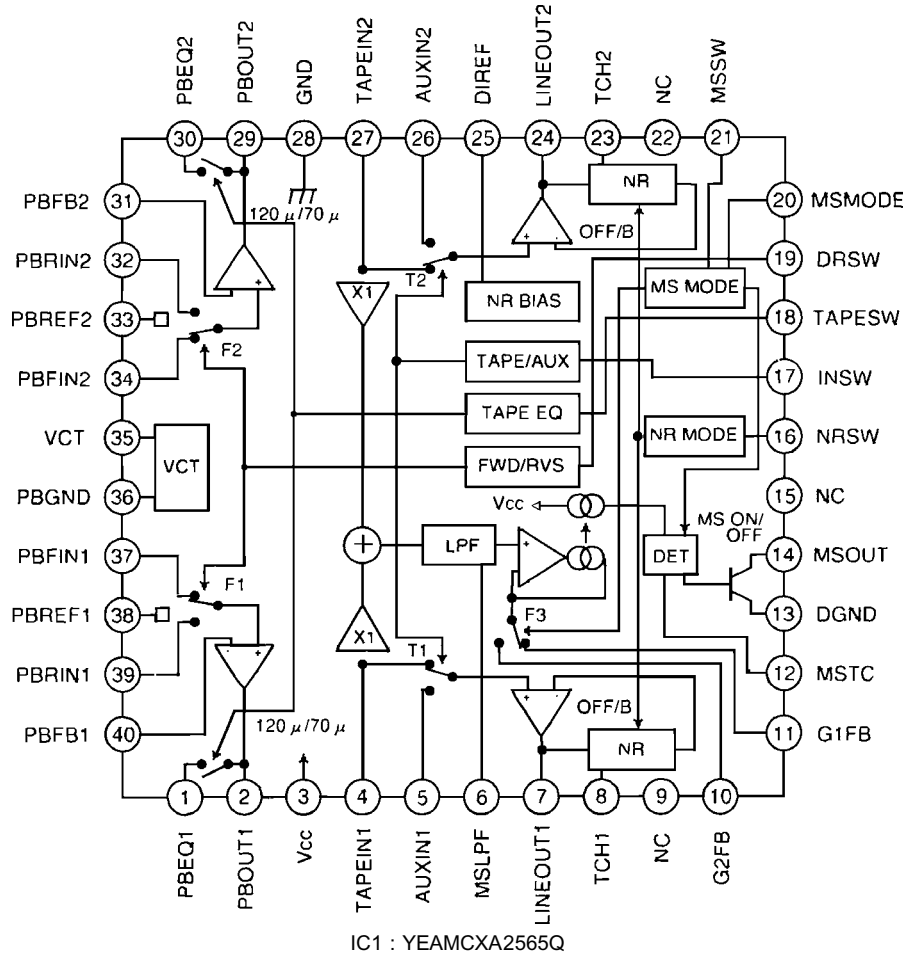 PBEQ2
PBOUT2
GND
TAPEIN2
AUXIN2
DIREF
LINEOUT2
TCH2
NC
MSSW
30
29
28
27
26
25
24
23
22
21
PBFB2
31
120 μ/70 μ
NR
OFF/B
20
MSMODE
PBRIN2
32
19
DRSW
X1
T2
NR BIAS
MS MODE
PBREF2
33
F2
18
TAPESW
PBFIN2
34
TAPE/AUX
17
INSW
VCT
35
VCT
TAPE EQ
NR MODE
16
NRSW
PBGND
36
FWD/RVS
15
NC
Vcc
MS ON/
OFF
PBFIN1
37
+
LPF
DET
14
MSOUT
F1
PBREF1
38
F3
13
DGND
X1
T1
PBRIN1
39
12
MSTC
PBFB1
40
120 μ/70 μ
OFF/B
NR
11
G1FB
1
2
3
4
5
6
7
8
9
10
PBEQ1
PBOUT1
Vcc
TAPEIN1
AUXIN1
MSLPF
LINEOUT1
TCH1
NC
G2FB
IC1 : YEAMCXA2565Q